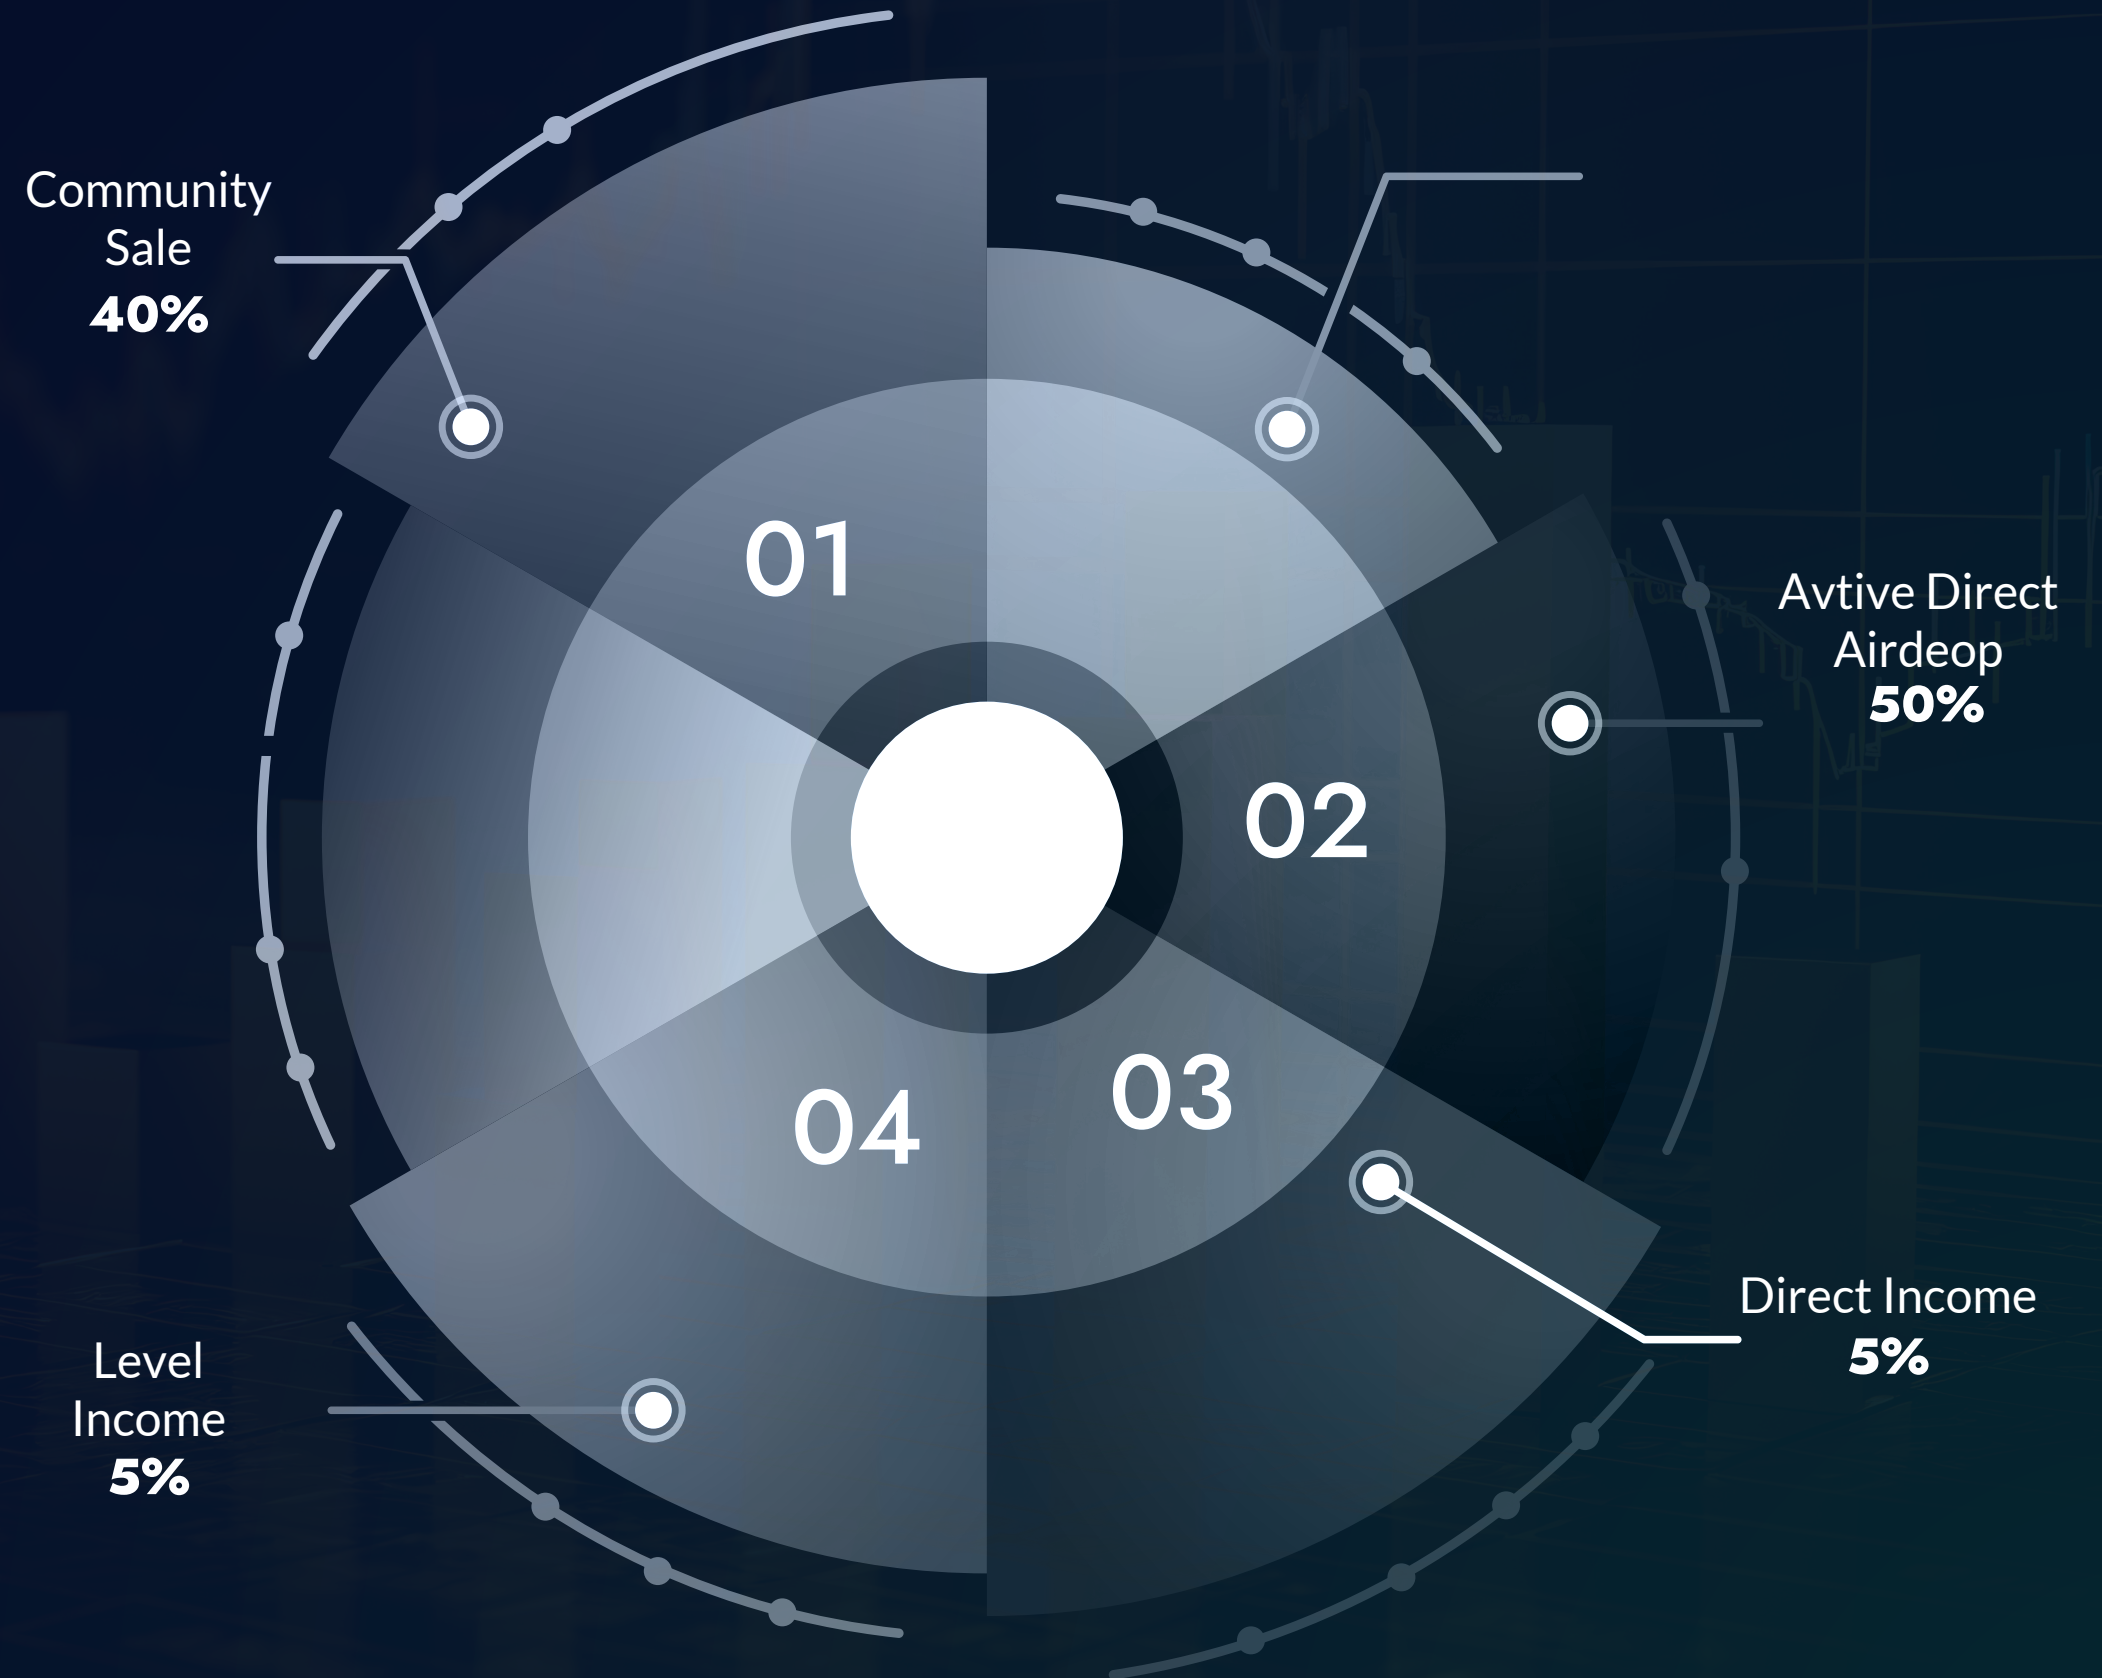 Community
Sale
40%
01
Avtive Direct
Airdeop
50%
02
03
04
Direct Income
5%
Level
Income
5%